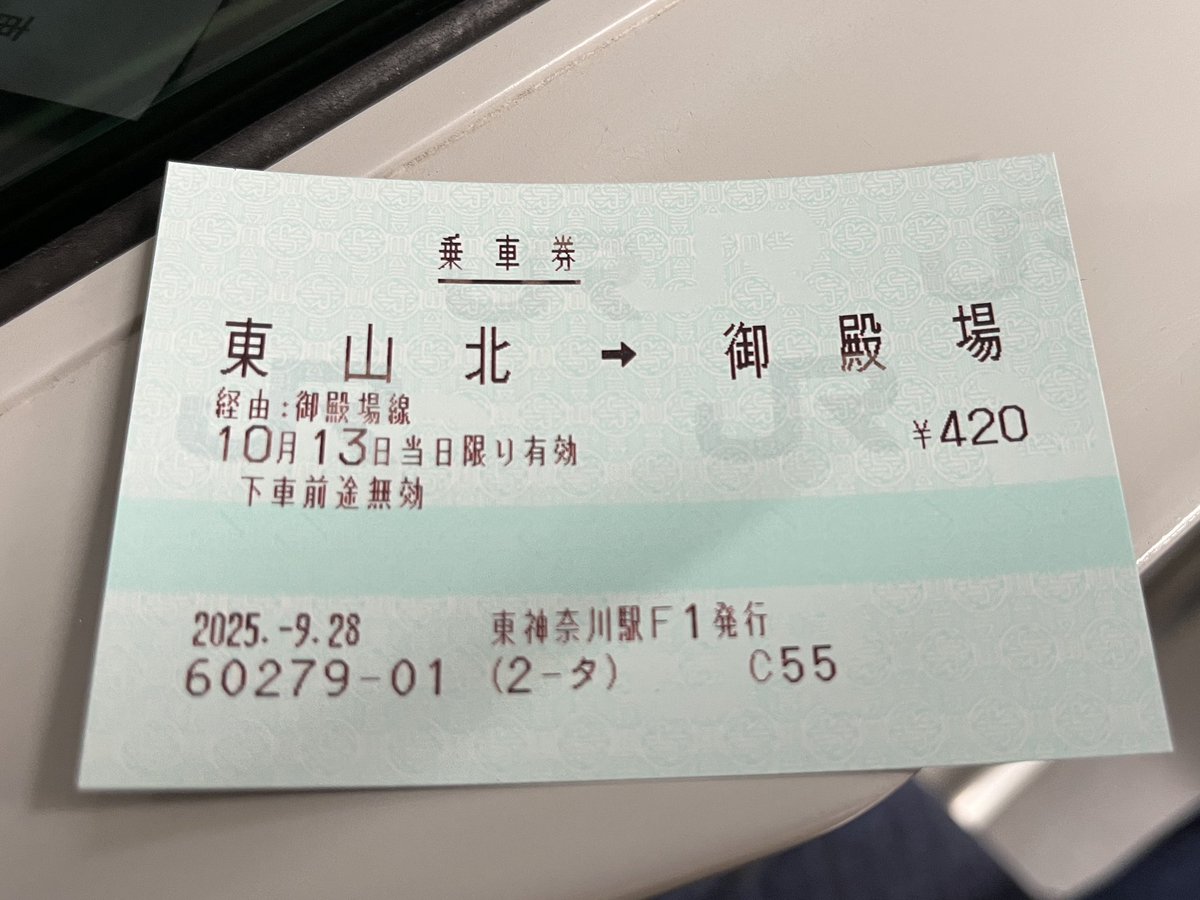 乗車券
東山北 → 御殿場
経由:御殿場線
¥420
10月13日当日限り有効
下車前途無効
2025.-9.28 東神奈川駅F1発行
60279-01 (2-タ) C55